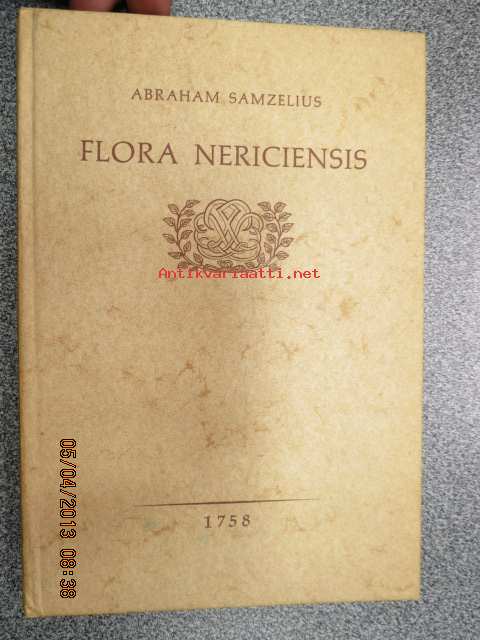 ABRAHAM SAMZELIUS
FLORA NERICIENSIS
Antikvariaatti.net
1758
05/04/2013 08:38